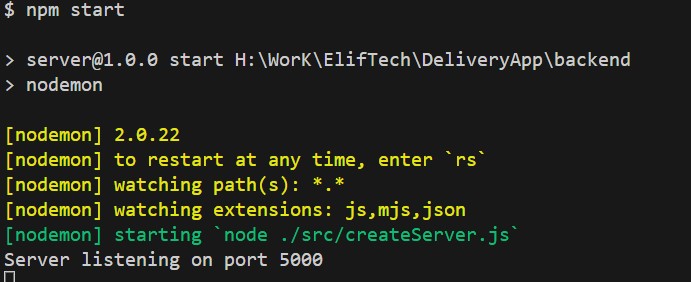 $ npm start
> server@1.0.0 start H:\WorK\ElifTech\DeliveryApp\backend
> nodemon
[nodemon] 2.0.22
[nodemon] to restart at any time, enter `rs`
[nodemon] watching path(s): *.*
[nodemon] watching extensions: js,mjs,json
[nodemon] starting `node ./src/createServer.js`
Server listening on port 5000